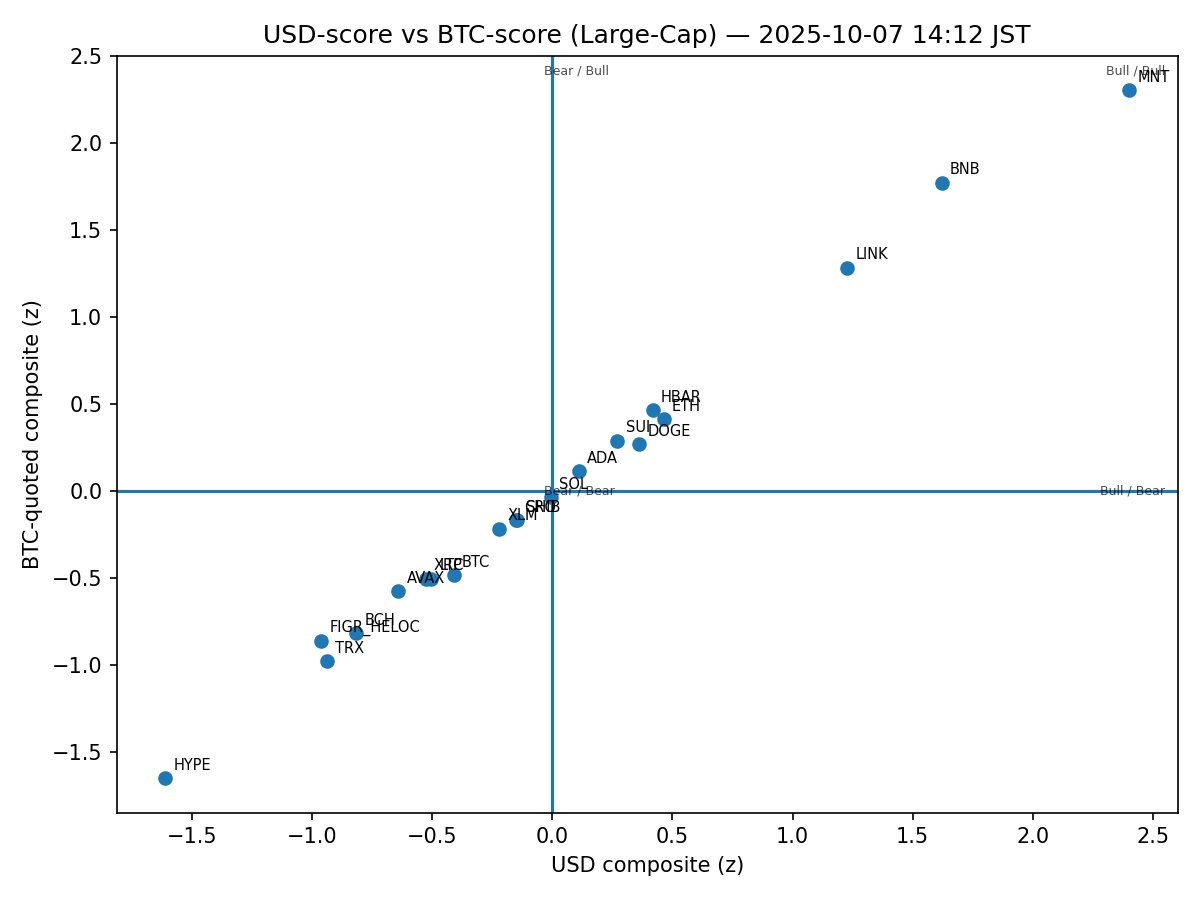 USD-score vs BTC-score (Large-Cap) — 2025-10-07 14:12 JST
2.5
Bear / Bull
Bull / Bull
MNT
2.0
BNB
1.5
LINK
1.0
0.5
HBAR
ETH
SUI
DOGE
ADA
SOL
0.0
Bear / Bear
Bull / Bear
XLM
BTC
−0.5
AVAX
BCH
FIGR_HELOC
TRX
−1.0
−1.5
HYPE
BTC-quoted composite (z)
−1.5
−1.0
−0.5
0.0
0.5
1.0
1.5
2.0
2.5
USD composite (z)